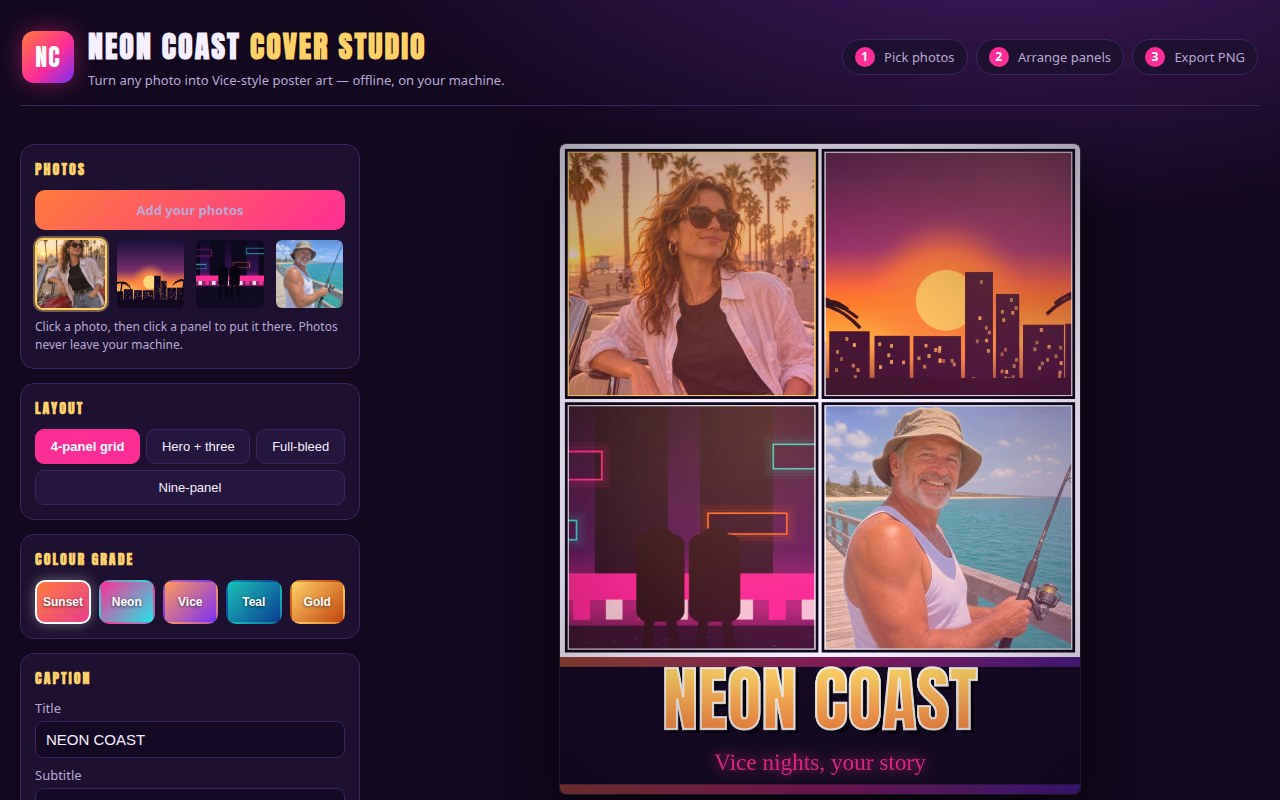 NC
NEON COAST COVER STUDIO
Turn any photo into Vice-style poster art — offline, on your machine.
1 Pick photos
2 Arrange panels
3 Export PNG
PHOTOS
Add your photos
Click a photo, then click a panel to put it there. Photos
never leave your machine.
LAYOUT
4-panel grid
Hero + three
Full-bleed
Nine-panel
COLOUR GRADE
Sunset
Neon
Vice
Teal
Gold
CAPTION
Title
NEON COAST
Subtitle
NEON COAST
Vice nights, your story